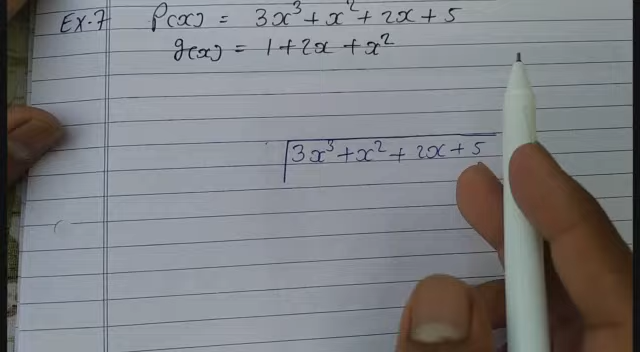 Ex.7 P(x) = 3x³ + x² + 2x + 5
g(x) = 1 + 2x + x²
3x³ + x² + 2x + 5